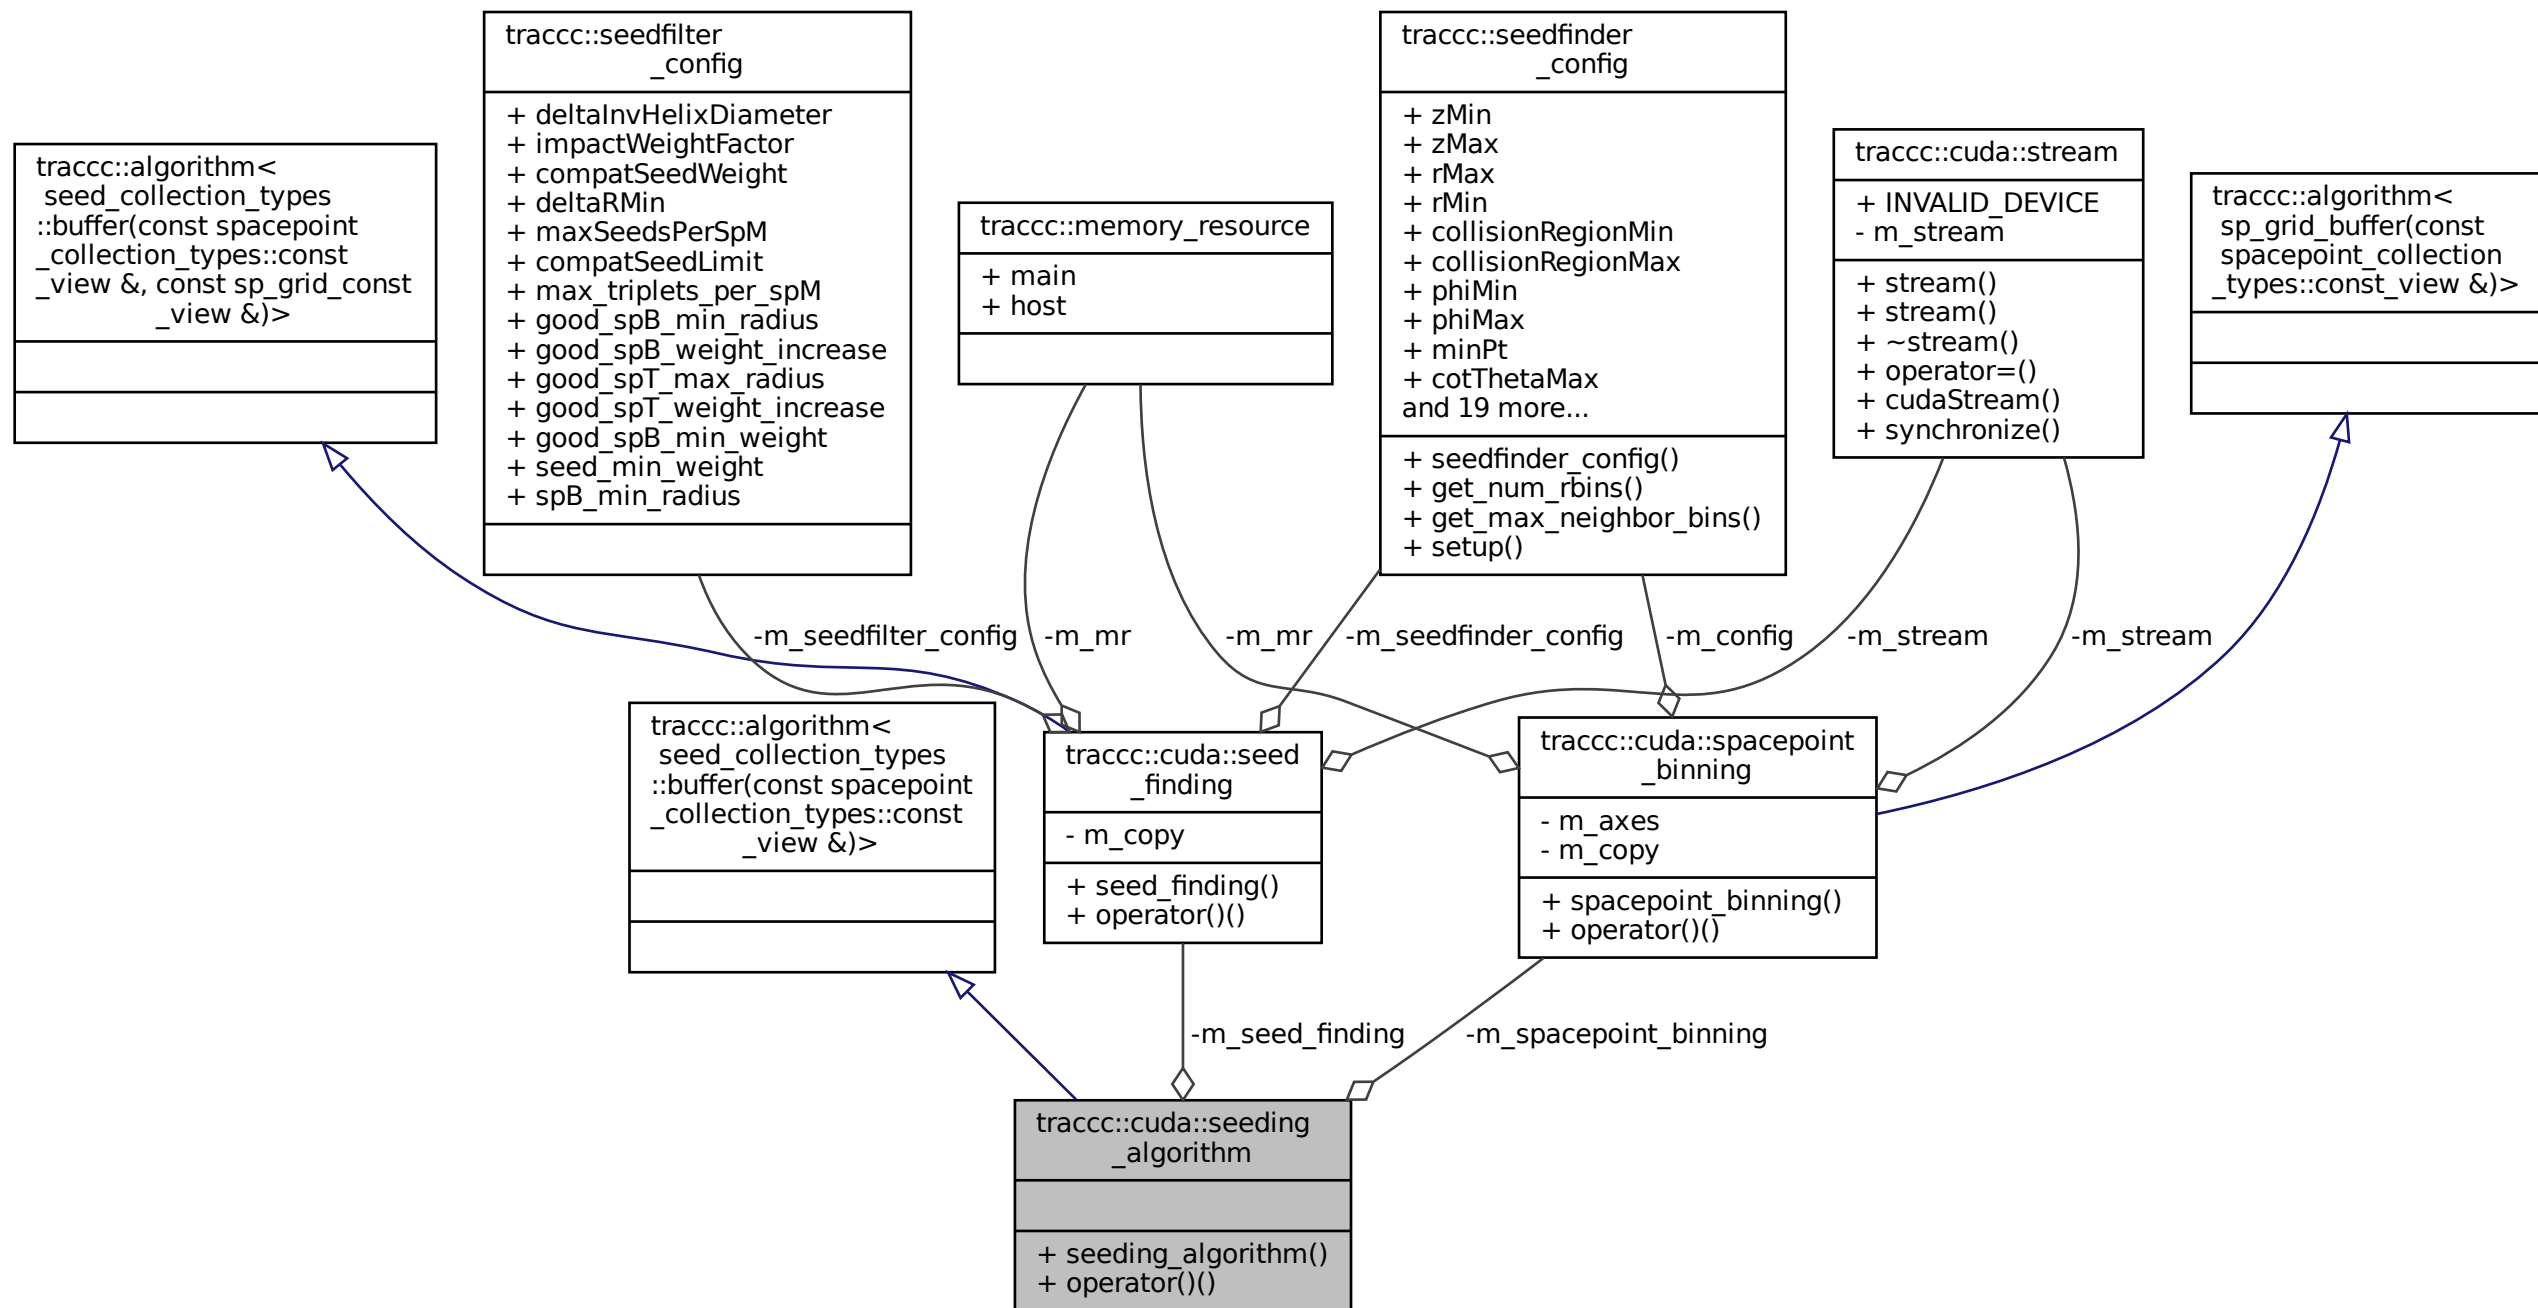 traccc::seedfilter
_config
+ deltaInvHelixDiameter
+ impactWeightFactor
+ compatSeedWeight
+ deltaRMin
+ maxSeedsPerSpM
+ compatSeedLimit
+ max_triplets_per_spM
+ good_spB_min_radius
+ good_spB_weight_increase
+ good_spT_max_radius
+ good_spT_weight_increase
+ good_spB_min_weight
+ seed_min_weight
+ spB_min_radius
traccc::seedfinder
_config
+ zMin
+ zMax
+ rMax
+ rMin
+ collisionRegionMin
+ collisionRegionMax
+ phiMin
+ phiMax
+ minPt
+ cotThetaMax
and 19 more...
+ seedfinder_config()
+ get_num_rbins()
+ get_max_neighbor_bins()
+ setup()
traccc::algorithm<
seed_collection_types
::buffer(const spacepoint
_collection_types::const
_view &, const sp_grid_const
_view &)>
traccc::memory_resource
+ main
+ host
traccc::cuda::stream
+ INVALID_DEVICE
- m_stream
+ stream()
+ stream()
+ ~stream()
+ operator=()
+ cudaStream()
+ synchronize()
traccc::algorithm<
sp_grid_buffer(const
spacepoint_collection
_types::const_view &)>
-m_seedfilter_config
-m_mr
-m_mr
-m_seedfinder_config
-m_config
-m_stream
-m_stream
traccc::algorithm<
seed_collection_types
::buffer(const spacepoint
_collection_types::const
_view &)>
traccc::cuda::seed
_finding
- m_copy
+ seed_finding()
+ operator()()
traccc::cuda::spacepoint
_binning
- m_axes
- m_copy
+ spacepoint_binning()
+ operator()()
-m_seed_finding
-m_spacepoint_binning
traccc::cuda::seeding
_algorithm
+ seeding_algorithm()
+ operator()()